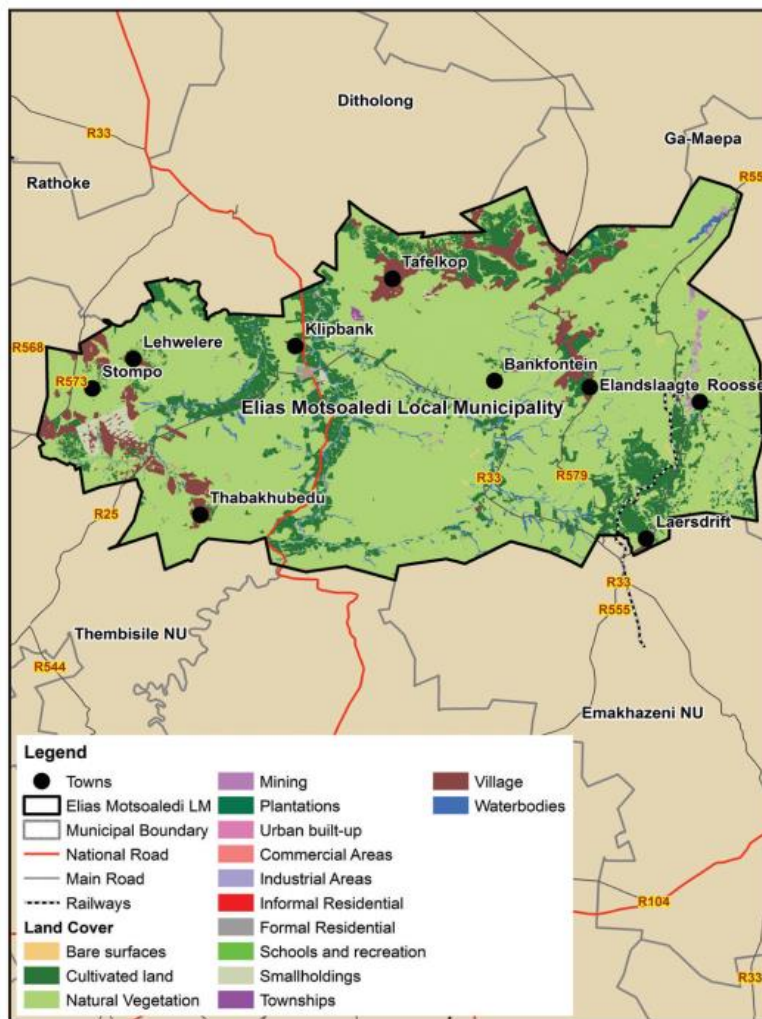 Ditholong
R33
Ga-Maepa
Rathoke
R55
Tafelkop
Klipbank
R568
Lehwelere
R573
Stompo
Bankfontein
Elandslaagte
Roosse
Elias Motsoaledi Local Municipality
R33
R579
Thabakhubedu
R25
Laersdrift
R33
R555
Thembisile NU
R544
Emakhazeni NU
Legend
Towns
Elias Motsoaledi LM
Municipal Boundary
National Road
Main Road
Railways
Land Cover
Bare surfaces
Cultivated land
Natural Vegetation
Mining
Plantations
Urban built-up
Commercial Areas
Industrial Areas
Informal Residential
Formal Residential
Schools and recreation
Smallholdings
Townships
Village
Waterbodies
R104
R33